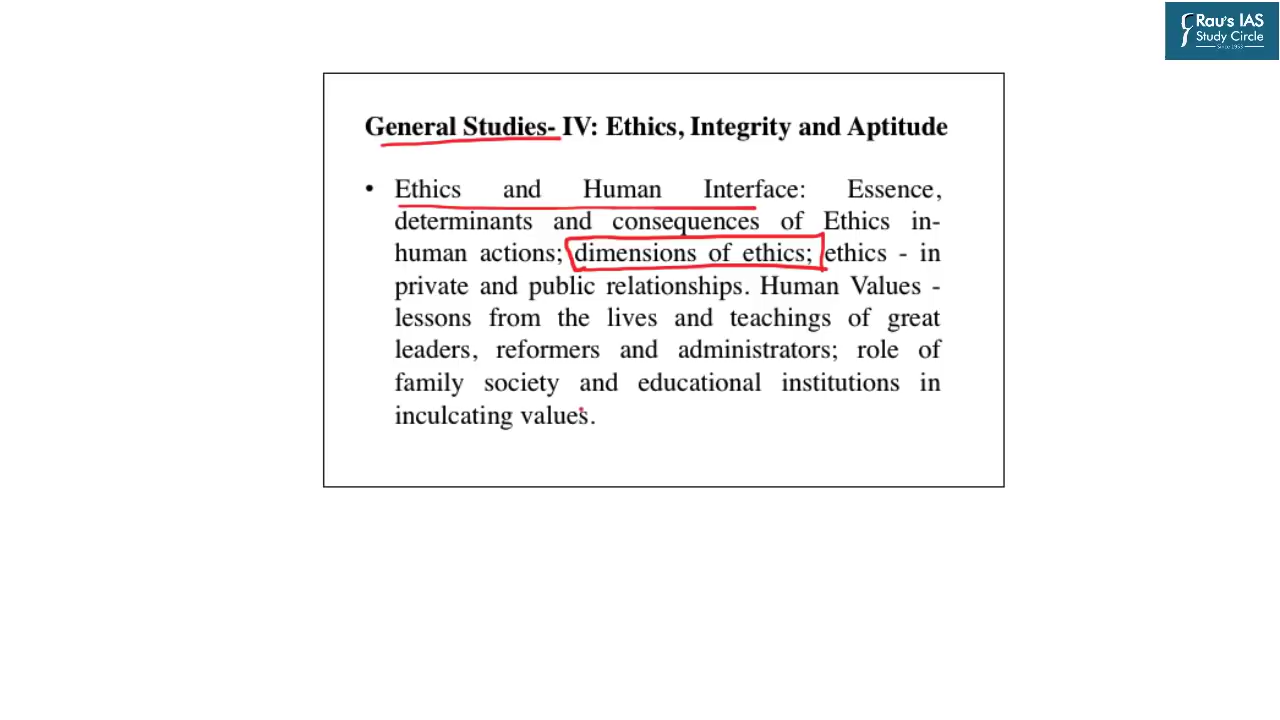 Rau's IAS
Study Circle
Since 1953
General Studies- IV: Ethics, Integrity and Aptitude
• Ethics and Human Interface: Essence,
determinants and consequences of Ethics in-
human actions; dimensions of ethics; ethics - in
private and public relationships. Human Values -
lessons from the lives and teachings of great
leaders, reformers and administrators; role of
family society and educational institutions in
inculcating values.